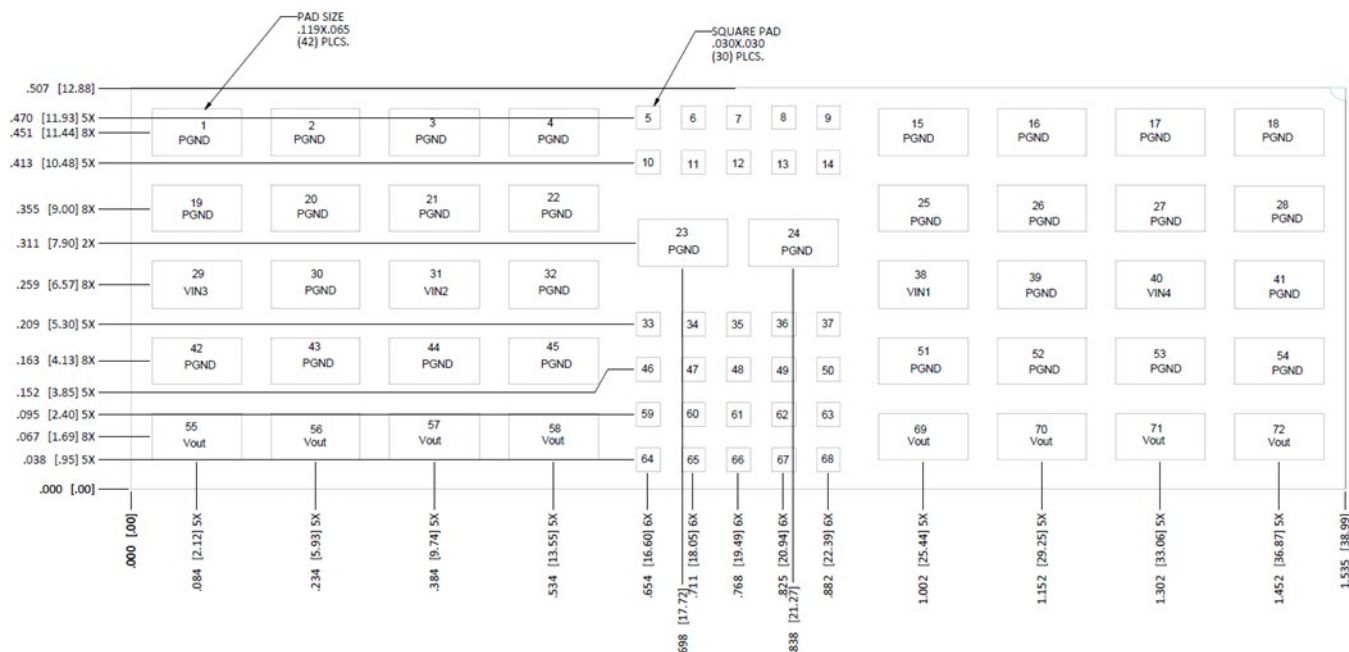 PAD SIZE
.119X.065
(42) PLCS.
SQUARE PAD
.030X.030
(30) PLCS.
.507 [12.88]
.470 [11.93] 5X
.451 [11.44] 8X
.413 [10.48] 5X
.355 [9.00] 8X
.311 [7.90] 2X
.259 [6.57] 8X
.209 [5.30] 5X
.163 [4.13] 8X
.152 [3.85] 5X
.095 [2.40] 5X
.067 [1.69] 8X
.038 [.95] 5X
.000 [.00]
1 PGND
2 PGND
3 PGND
4 PGND
5
6
7
8
9
15 PGND
16 PGND
17 PGND
18 PGND
10
11
12
13
14
19 PGND
20 PGND
21 PGND
22 PGND
25 PGND
26 PGND
27 PGND
28 PGND
23 PGND
24 PGND
29 VIN3
30 PGND
31 VIN2
32 PGND
38 VIN1
39 PGND
40 VIN4
41 PGND
33
34
35
36
37
42 PGND
43 PGND
44 PGND
45 PGND
46
47
48
49
50
51 PGND
52 PGND
53 PGND
54 PGND
55 Vout
56 Vout
57 Vout
58 Vout
59
60
61
62
63
69 Vout
70 Vout
71 Vout
72 Vout
64
65
66
67
68
.000 [.00]
.084 [2.12] 5X
.234 [5.93] 5X
.384 [9.74] 5X
.534 [13.55] 5X
.654 [16.60] 6X
698 [17.72]
.711 [18.05] 6X
.768 [19.49] 6X
.825 [20.94] 6X
838 [21.27]
.882 [22.39] 6X
1.002 [25.44] 5X
1.152 [29.25] 5X
1.302 [33.06] 5X
1.452 [36.87] 5X
1.535 [38.99]